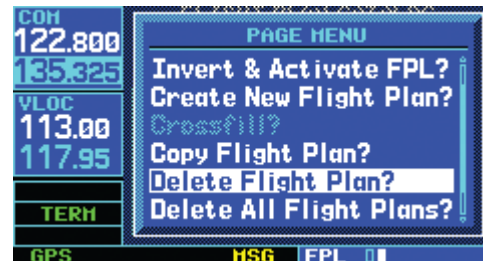 COM
122.800
135.325
VLOC
113.00
117.95
TERM
GPS
PAGE MENU
Invert & Activate FPL?
Create New Flight Plan?
Crossfill?
Copy Flight Plan?
Delete Flight Plan?
Delete All Flight Plans?
MSG
FPL